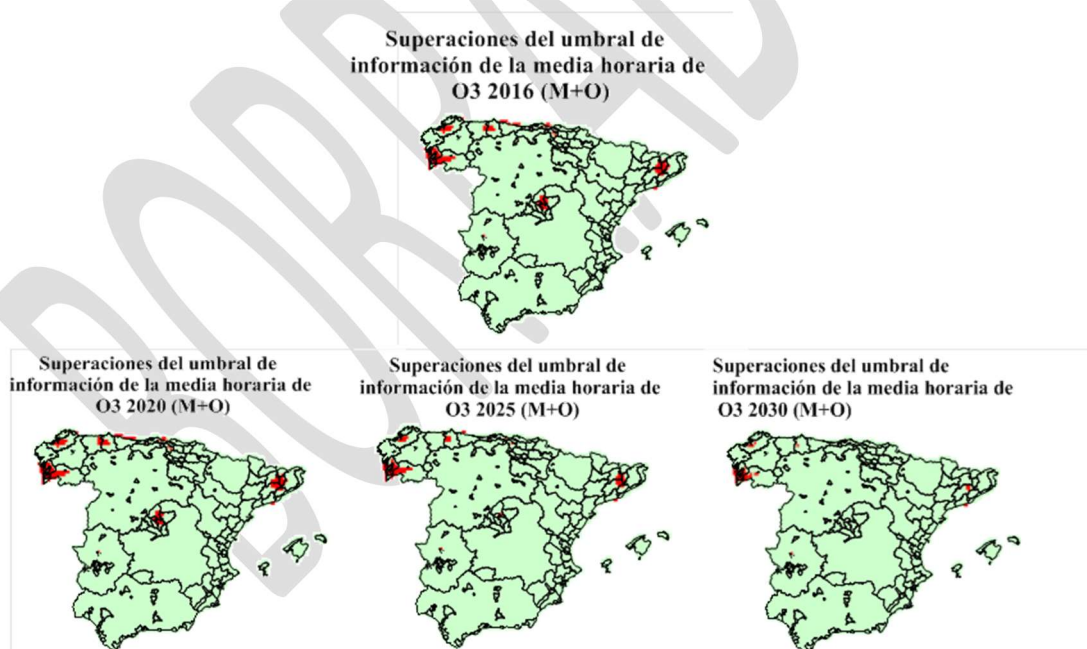 Superaciones del umbral de
información de la media horaria de
O3 2016 (M+O)
Superaciones del umbral de
información de la media horaria de
O3 2020 (M+O)
Superaciones del umbral de
información de la media horaria de
O3 2025 (M+O)
Superaciones del umbral de
información de la media horaria de
O3 2030 (M+O)